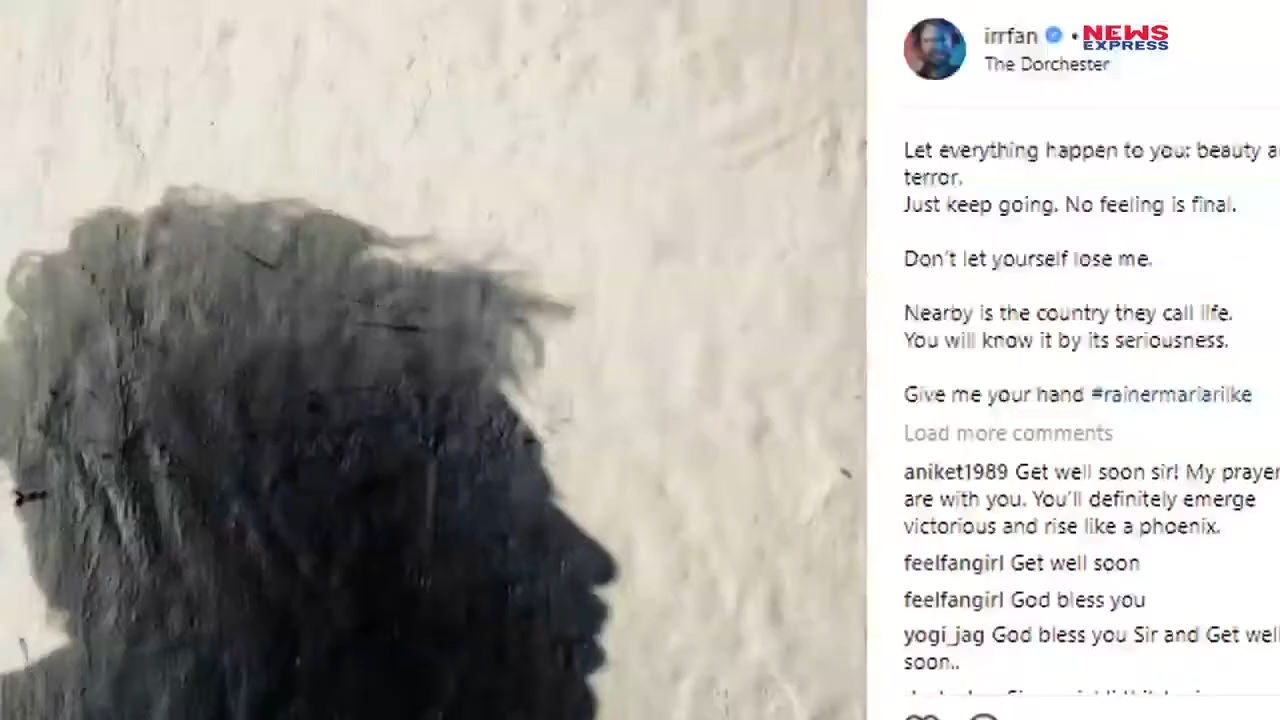 irrfan • NEWS
EXPRESS
The Dorchester
Let everything happen to you: beauty a
terror.
Just keep going. No feeling is final.
Don't let yourself lose me.
Nearby is the country they call life.
You will know it by its seriousness.
Give me your hand #rainermariarilke
Load more comments
aniket1989 Get well soon sir! My prayer
are with you. You'll definitely emerge
victorious and rise like a phoenix.
feelfangirl Get well soon
feelfangirl God bless you
yogi_jag God bless you Sir and Get well
soon..